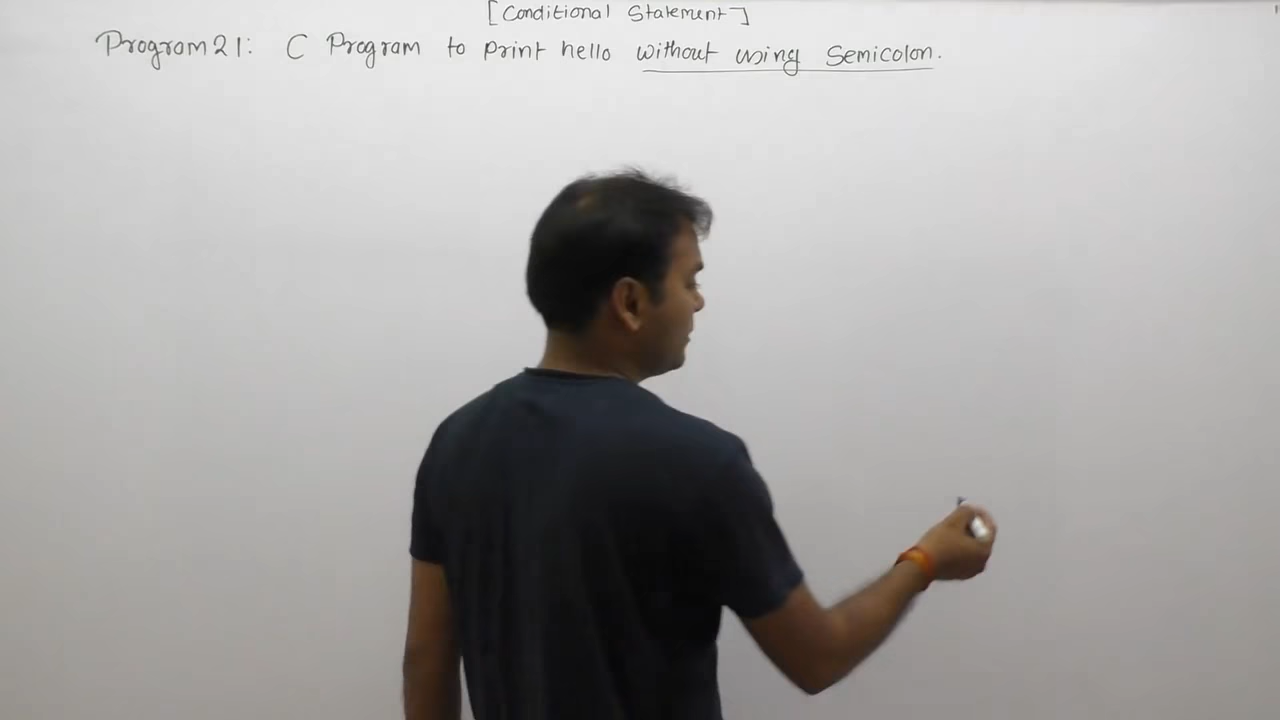 [Conditional Statement]
Program 21: C Program to print hello without using Semicolon.